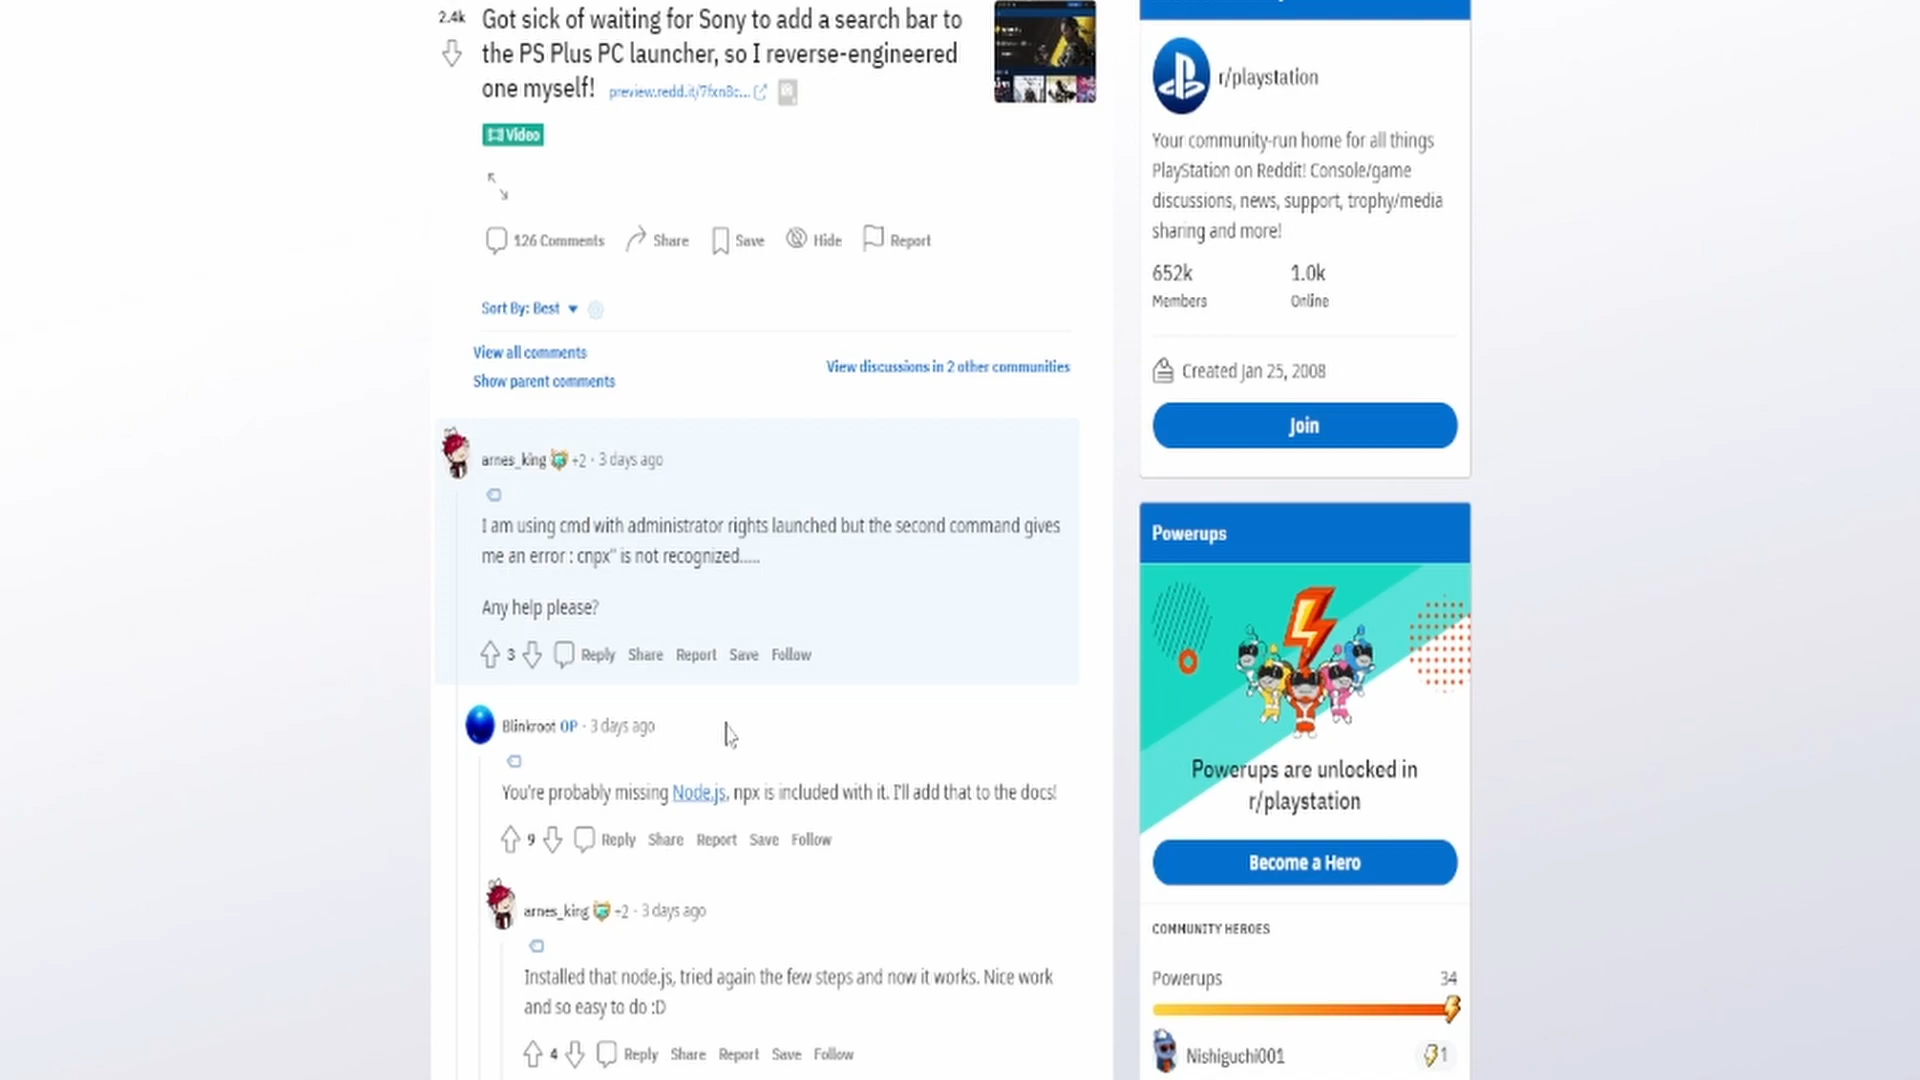 2.4k
Got sick of waiting for Sony to add a search bar to
the PS Plus PC launcher, so I reverse-engineered
one myself! preview.redd.it/7fxn8c...
Video
126 Comments Share Save Hide Report
Sort By: Best
View all comments
View discussions in 2 other communities
Show parent comments
arnes_king +2 · 3 days ago
I am using cmd with administrator rights launched but the second command gives
me an error : cnpx" is not recognized.....
Any help please?
3 Reply Share Report Save Follow
Blinkroot OP · 3 days ago
You're probably missing Node.js, npx is included with it. I'll add that to the docs!
9 Reply Share Report Save Follow
arnes_king +2 · 3 days ago
Installed that node.js, tried again the few steps and now it works. Nice work
and so easy to do :D
4 Reply Share Report Save Follow
r/playstation
Your community-run home for all things
PlayStation on Reddit! Console/game
discussions, news, support, trophy/media
sharing and more!
652k 1.0k
Members Online
Created Jan 25, 2008
Join
Powerups
Powerups are unlocked in
r/playstation
Become a Hero
COMMUNITY HEROES
Powerups 34
Nishiguchi001 1